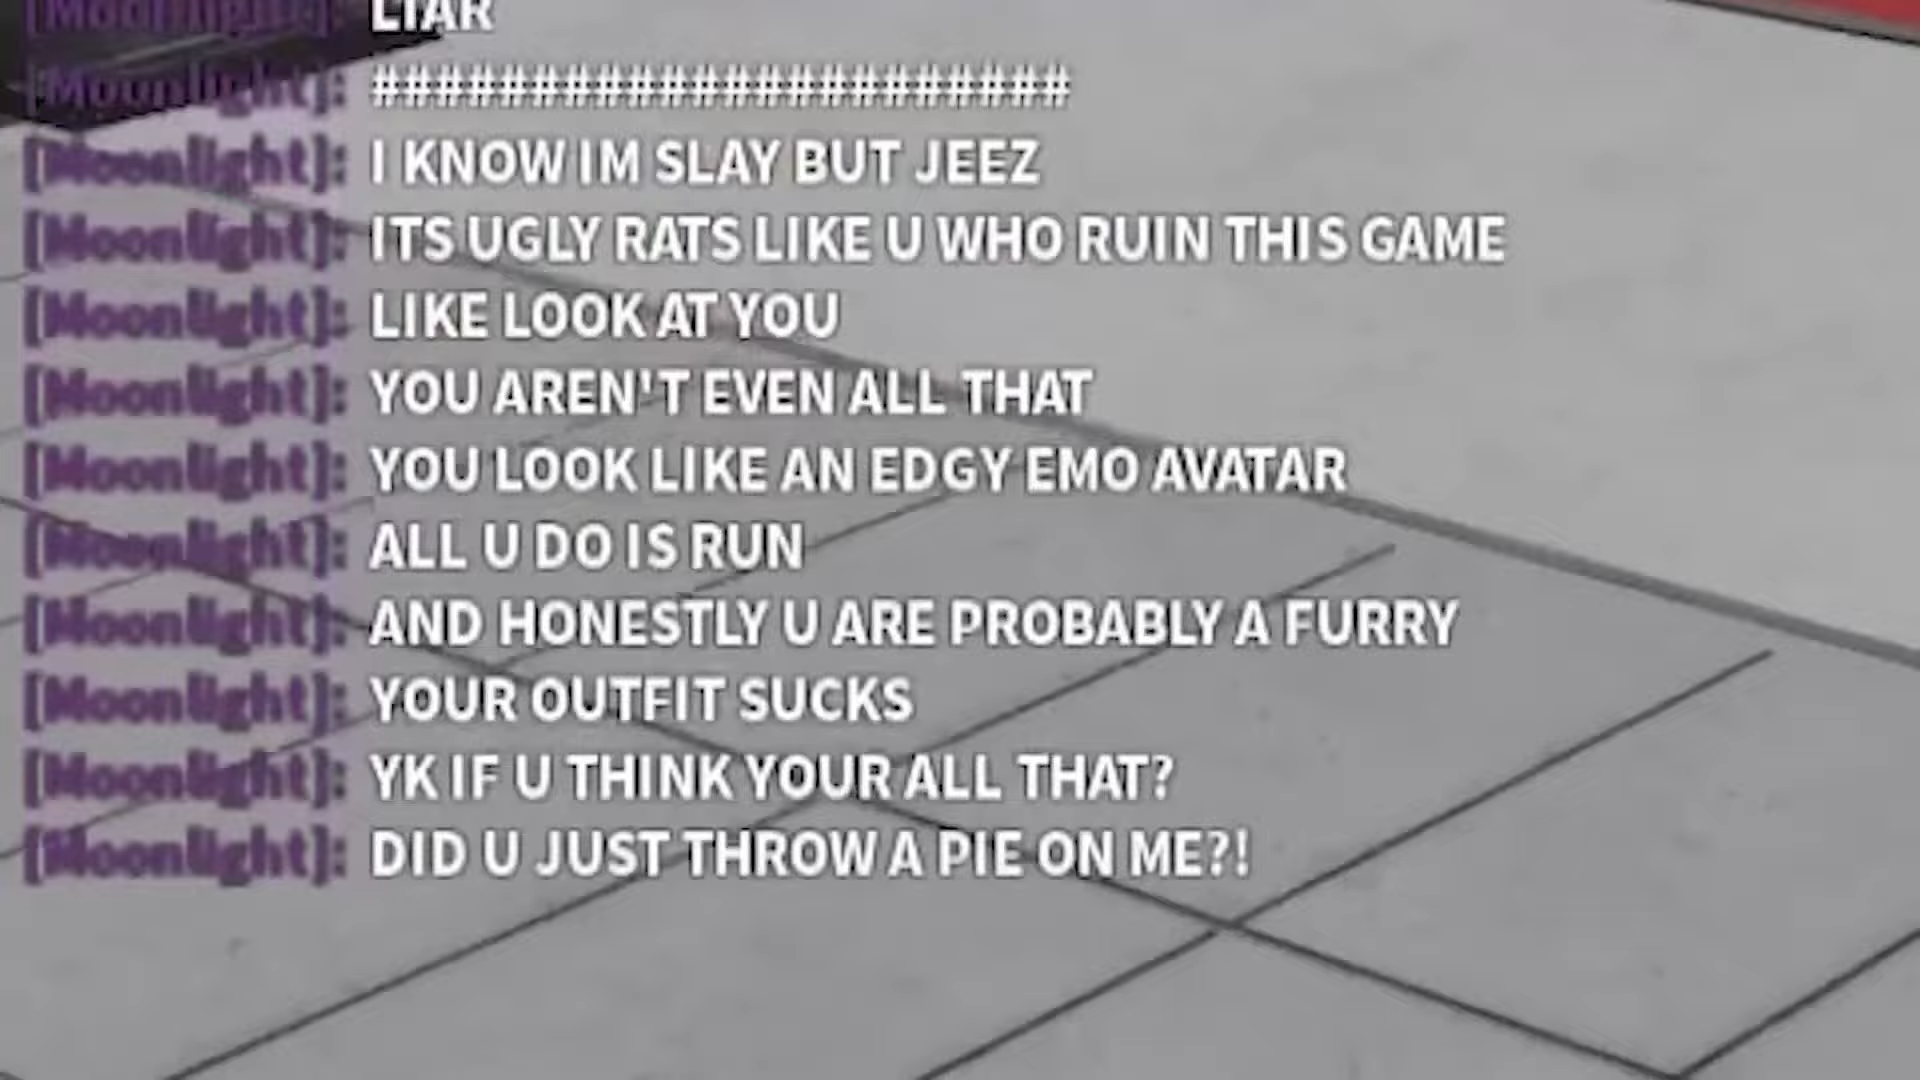 [Moonlight]: LIAR
[Moonlight]: ######################
[Moonlight]: I KNOW IM SLAY BUT JEEZ
[Moonlight]: ITS UGLY RATS LIKE U WHO RUIN THIS GAME
[Moonlight]: LIKE LOOK AT YOU
[Moonlight]: YOU AREN'T EVEN ALL THAT
[Moonlight]: YOU LOOK LIKE AN EDGY EMO AVATAR
[Moonlight]: ALL U DO IS RUN
[Moonlight]: AND HONESTLY U ARE PROBABLY A FURRY
[Moonlight]: YOUR OUTFIT SUCKS
[Moonlight]: YK IF U THINK YOUR ALL THAT?
[Moonlight]: DID U JUST THROW A PIE ON ME?!